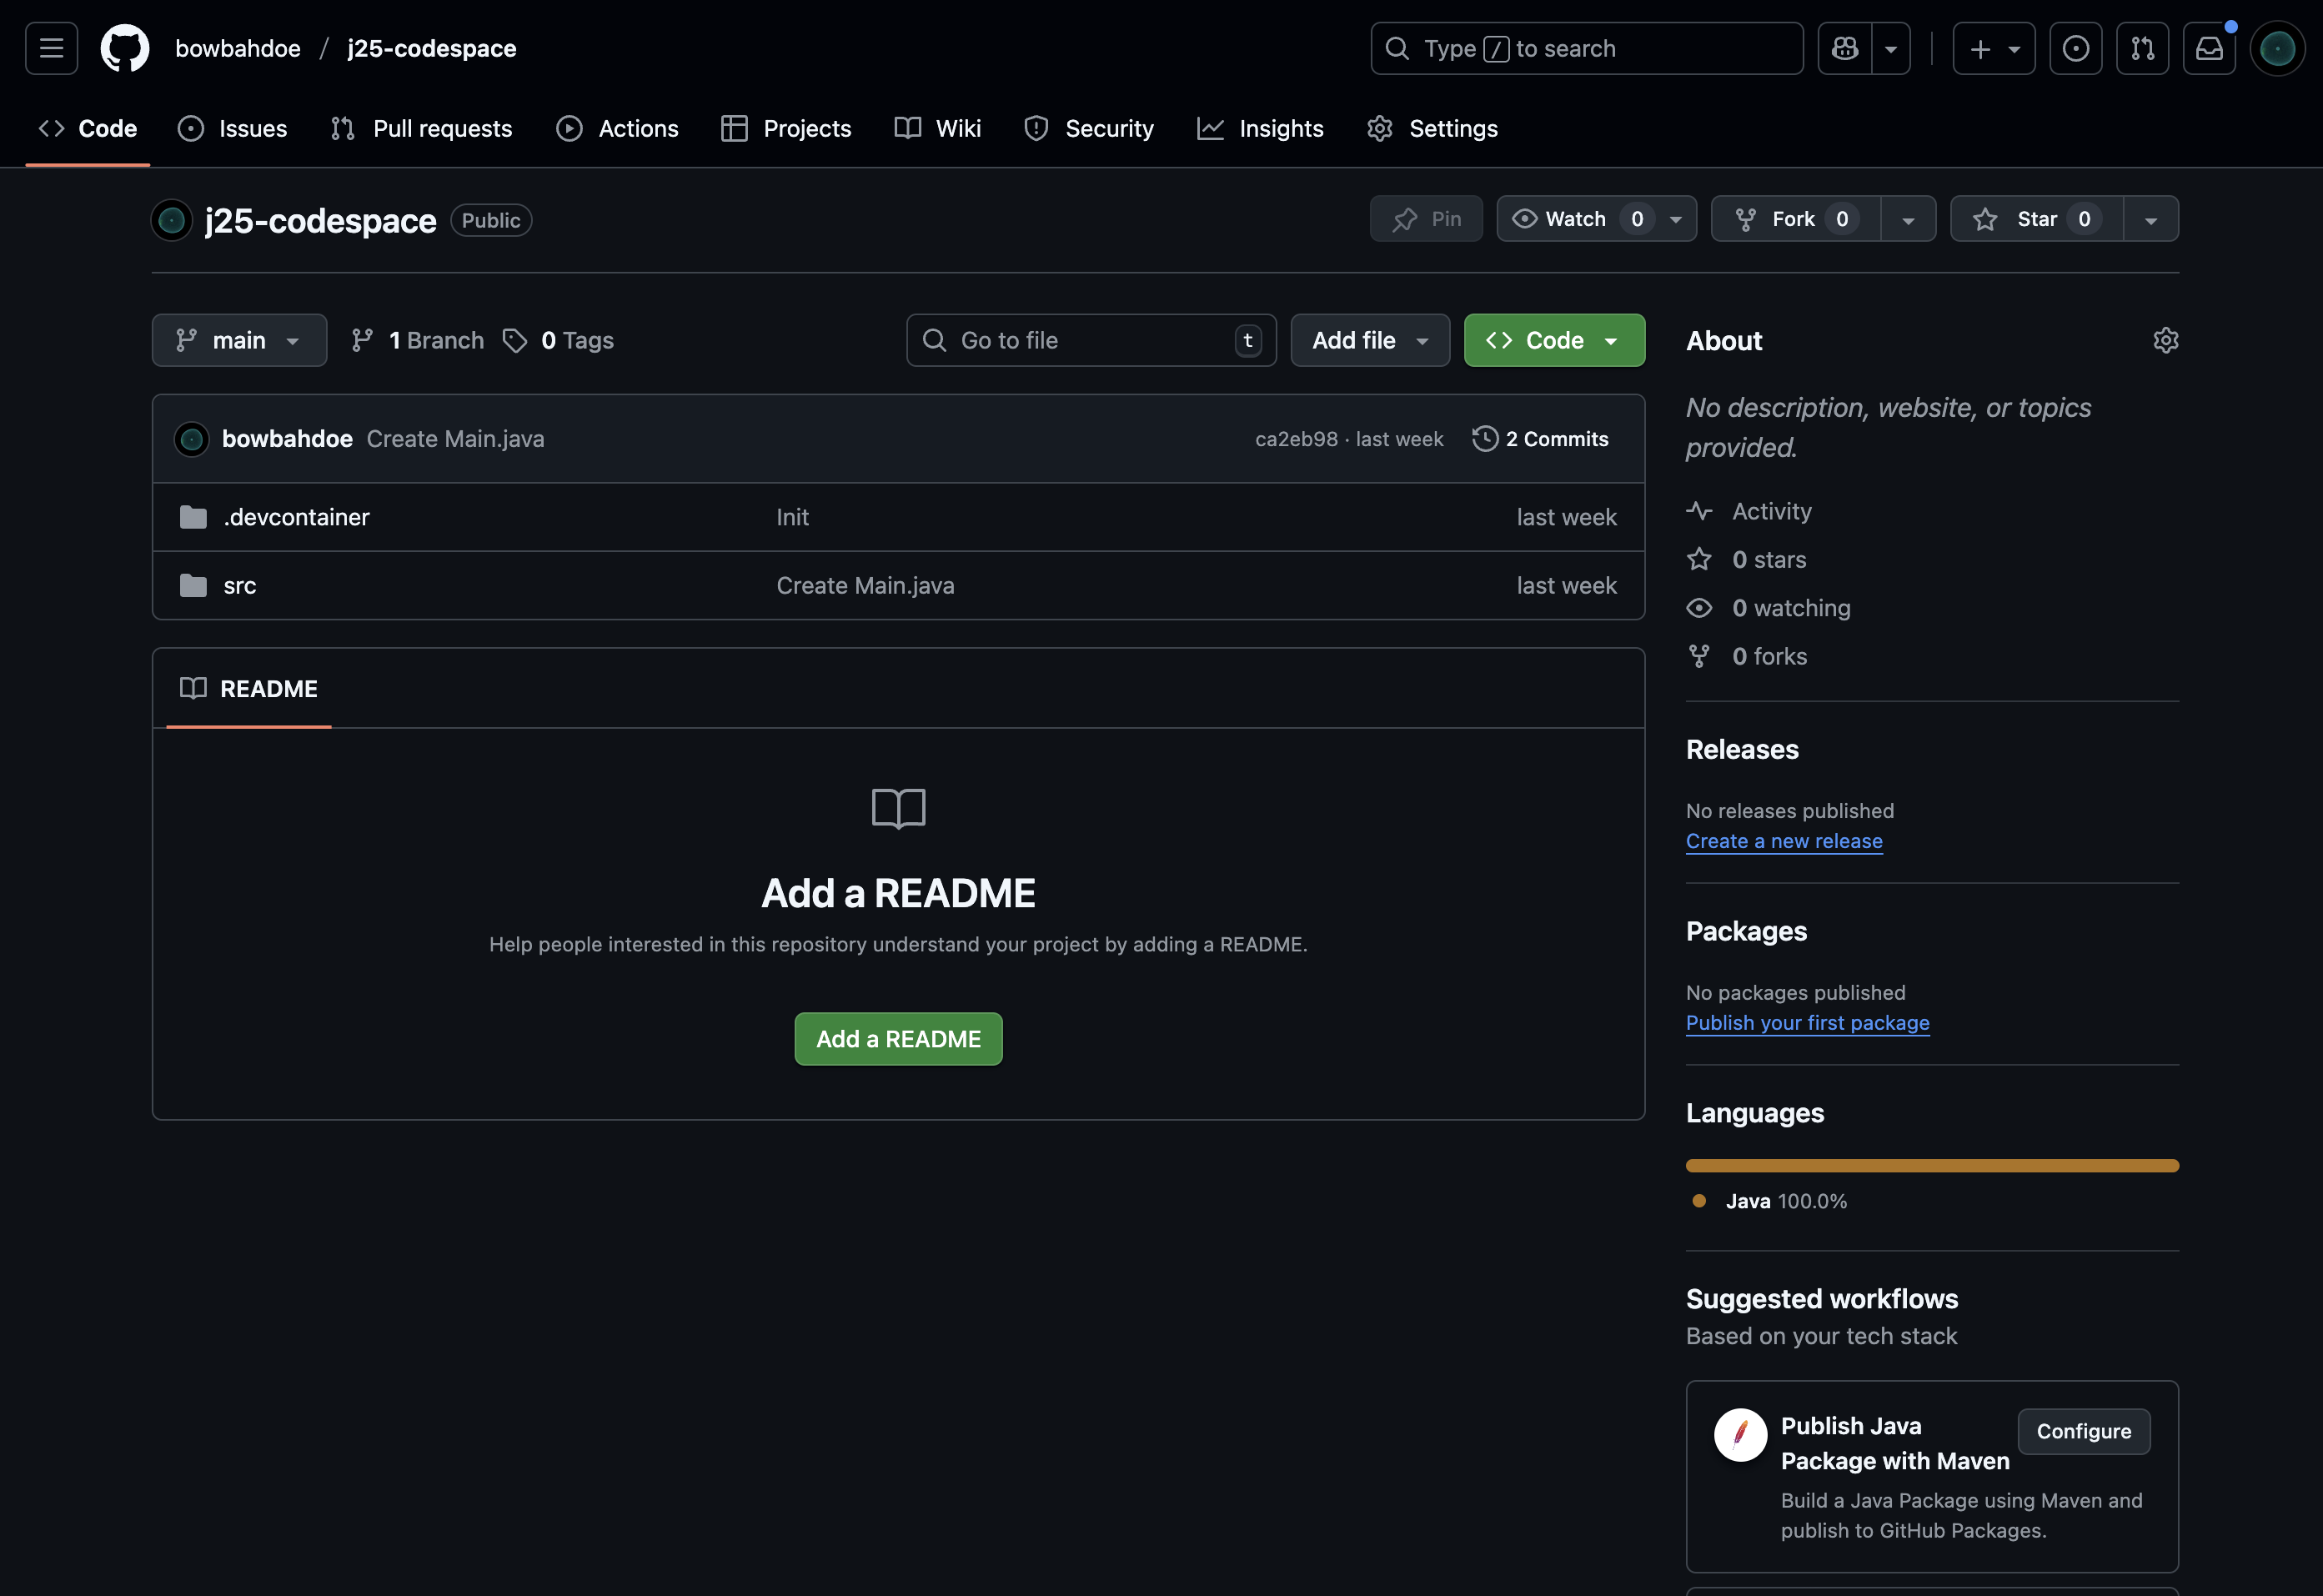 bowbahdoe / j25-codespace
Type / to search
Code
Issues
Pull requests
Actions
Projects
Wiki
Security
Insights
Settings
j25-codespace Public
Pin
Watch 0
Fork 0
Star 0
main
1 Branch
0 Tags
Go to file t
Add file
Code
bowbahdoe Create Main.java
ca2eb98 · last week
2 Commits
.devcontainer Init last week
src Create Main.java last week
README
Add a README
Help people interested in this repository understand your project by adding a README.
Add a README
About
No description, website, or topics
provided.
Activity
0 stars
0 watching
0 forks
Releases
No releases published
Create a new release
Packages
No packages published
Publish your first package
Languages
Java 100.0%
Suggested workflows
Based on your tech stack
Publish Java
Package with Maven
Configure
Build a Java Package using Maven and
publish to GitHub Packages.